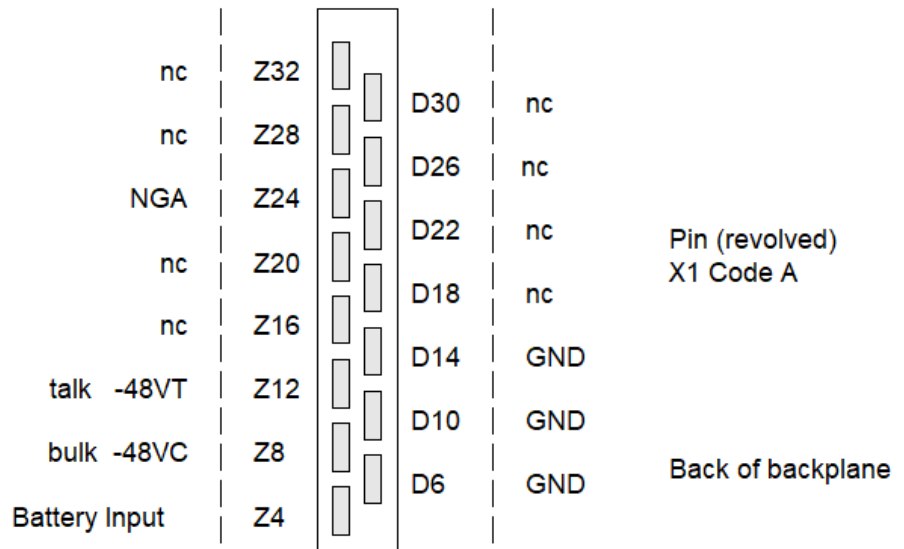 nc Z32
D30 nc
nc Z28
D26 nc
NGA Z24
D22 nc
Pin (revolved)
X1 Code A
nc Z20
D18 nc
nc Z16
D14 GND
talk -48VT Z12
D10 GND
bulk -48VC Z8
Back of backplane
D6 GND
Battery Input Z4